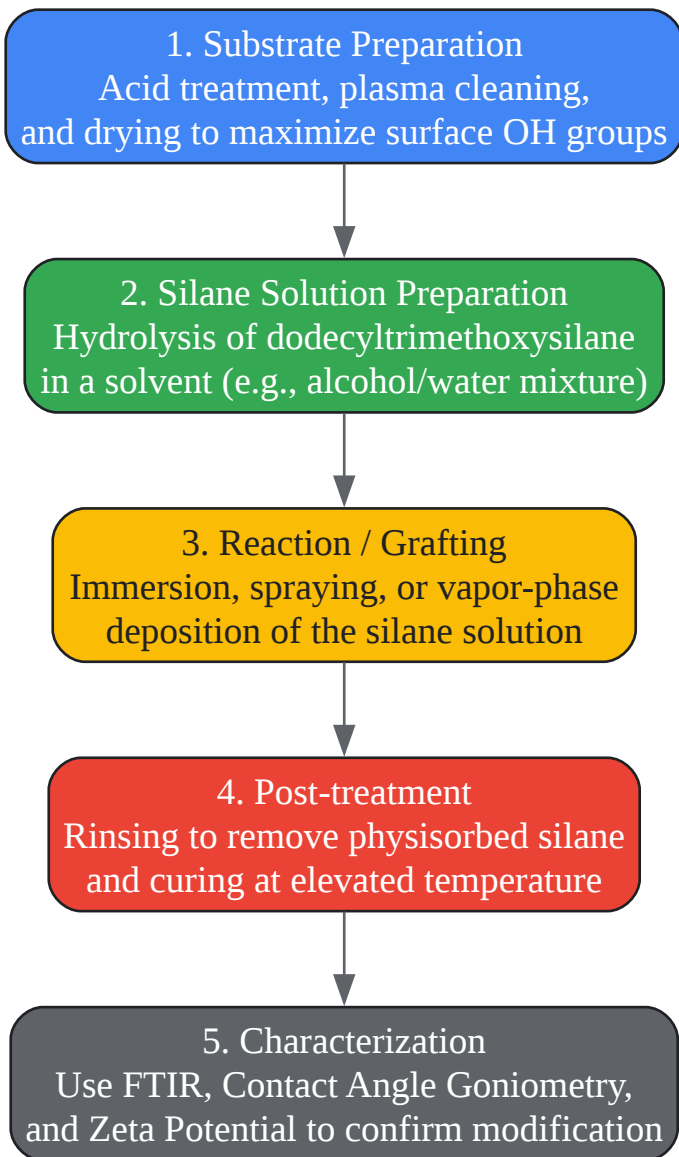 1. Substrate Preparation
Acid treatment, plasma cleaning,
and drying to maximize surface OH groups
2. Silane Solution Preparation
Hydrolysis of dodecyltrimethoxysilane
in a solvent (e.g., alcohol/water mixture)
3. Reaction / Grafting
Immersion, spraying, or vapor-phase
deposition of the silane solution
4. Post-treatment
Rinsing to remove physisorbed silane
and curing at elevated temperature
5. Characterization
Use FTIR, Contact Angle Goniometry,
and Zeta Potential to confirm modification